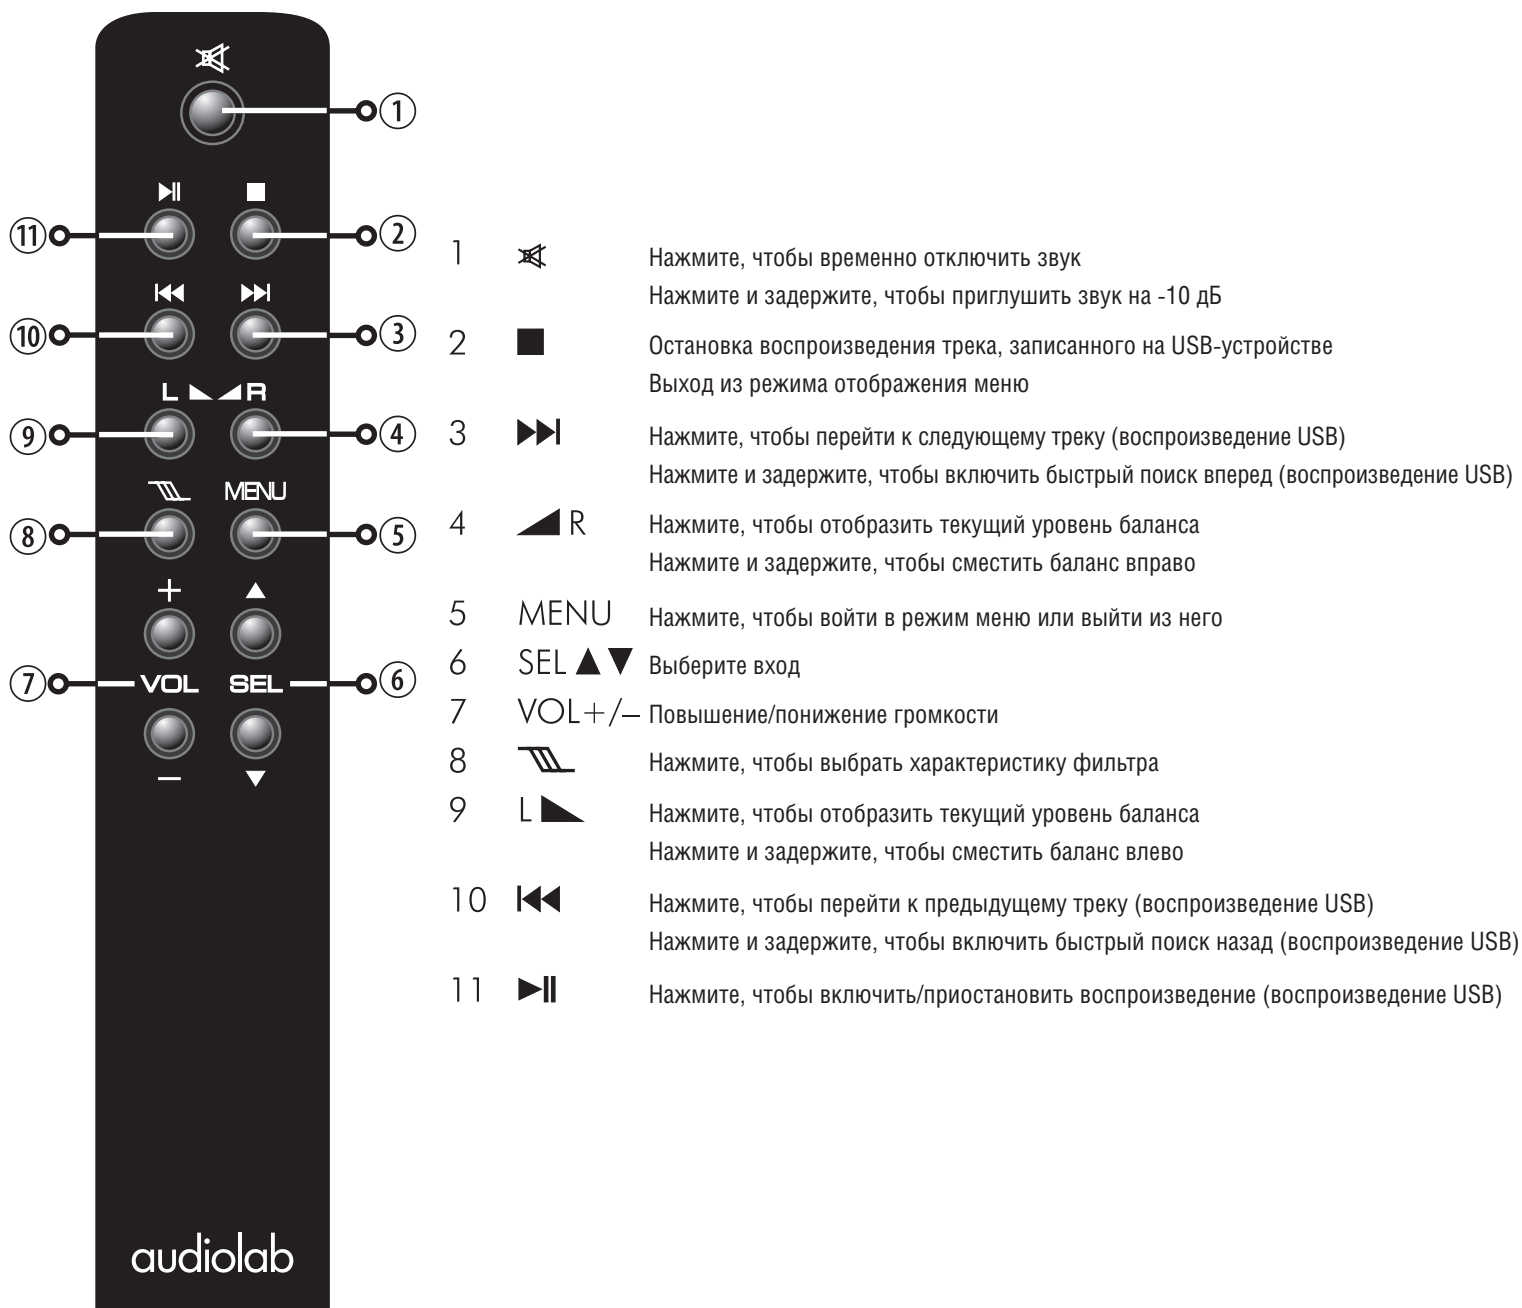 1
11
2
10
3
L R
9
4
MENU
8
5
+
7
VOL SEL
6
–
audiolab
1 Нажмите, чтобы временно отключить звук
Нажмите и задержите, чтобы приглушить звук на -10 дБ
2 Остановка воспроизведения трека, записанного на USB-устройстве
Выход из режима отображения меню
3 Нажмите, чтобы перейти к следующему треку (воспроизведение USB)
Нажмите и задержите, чтобы включить быстрый поиск вперед (воспроизведение USB)
4 R Нажмите, чтобы отобразить текущий уровень баланса
Нажмите и задержите, чтобы сместить баланс вправо
5 MENU Нажмите, чтобы войти в режим меню или выйти из него
6 SEL ▲ ▼ Выберите вход
7 VOL+/– Повышение/понижение громкости
8 Нажмите, чтобы выбрать характеристику фильтра
9 L Нажмите, чтобы отобразить текущий уровень баланса
Нажмите и задержите, чтобы сместить баланс влево
10 Нажмите, чтобы перейти к предыдущему треку (воспроизведение USB)
Нажмите и задержите, чтобы включить быстрый поиск назад (воспроизведение USB)
11 Нажмите, чтобы включить/приостановить воспроизведение (воспроизведение USB)